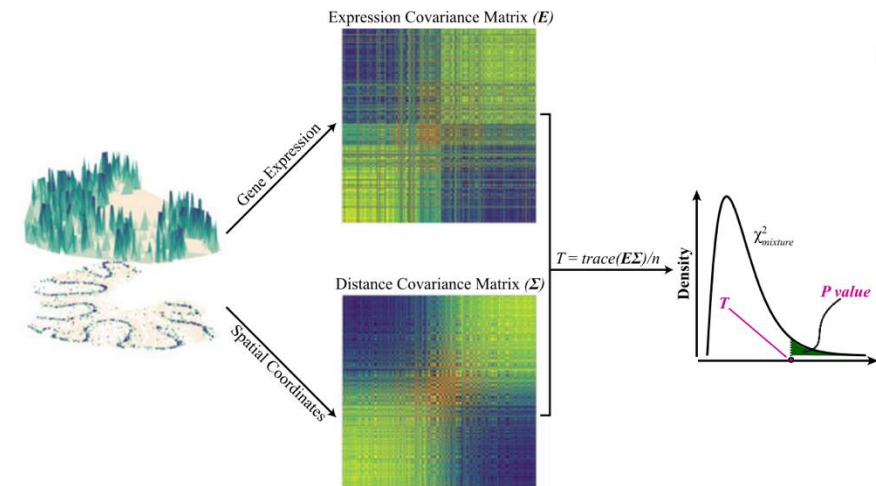 Expression Covariance Matrix (E)
Gene Expression
Distance Covariance Matrix (Σ)
Spatial Coordinates
T = trace(EΣ)/n
Density
χ²mixture
P value
T